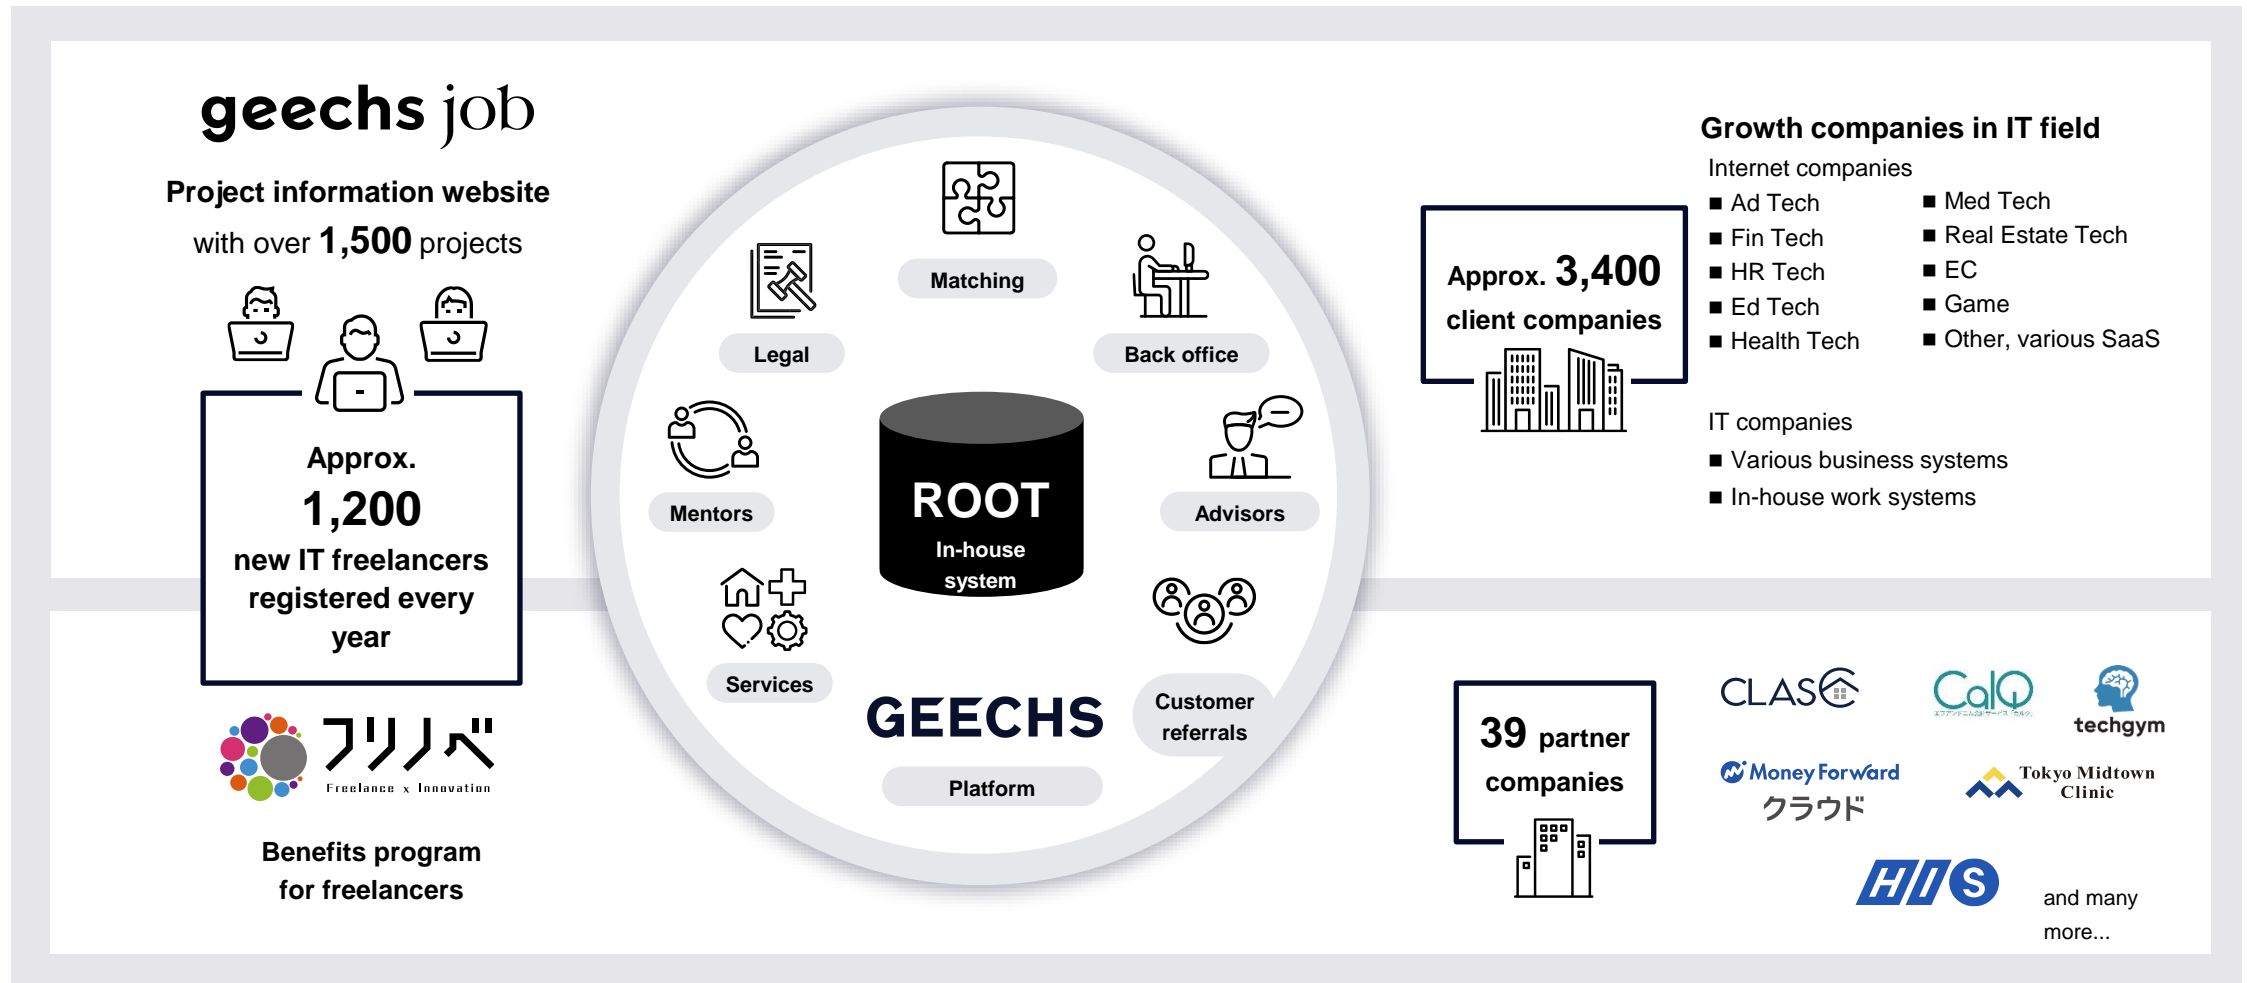 geechs job
Project information website
with over 1,500 projects
Approx.
1,200
new IT freelancers
registered every
year
フリノベ
Freelance x Innovation
Benefits program
for freelancers
Matching
Legal
Back office
Mentors
Advisors
ROOT
In-house
system
Services
Customer
referrals
GEECHS
Platform
Approx. 3,400
client companies
Growth companies in IT field
Internet companies
■ Ad Tech
■ Fin Tech
■ HR Tech
■ Ed Tech
■ Health Tech
■ Med Tech
■ Real Estate Tech
■ EC
■ Game
■ Other, various SaaS
IT companies
■ Various business systems
■ In-house work systems
39 partner
companies
CLAS
CalQ
techgym
Money Forward
クラウド
Tokyo Midtown
Clinic
HIS
and many
more...